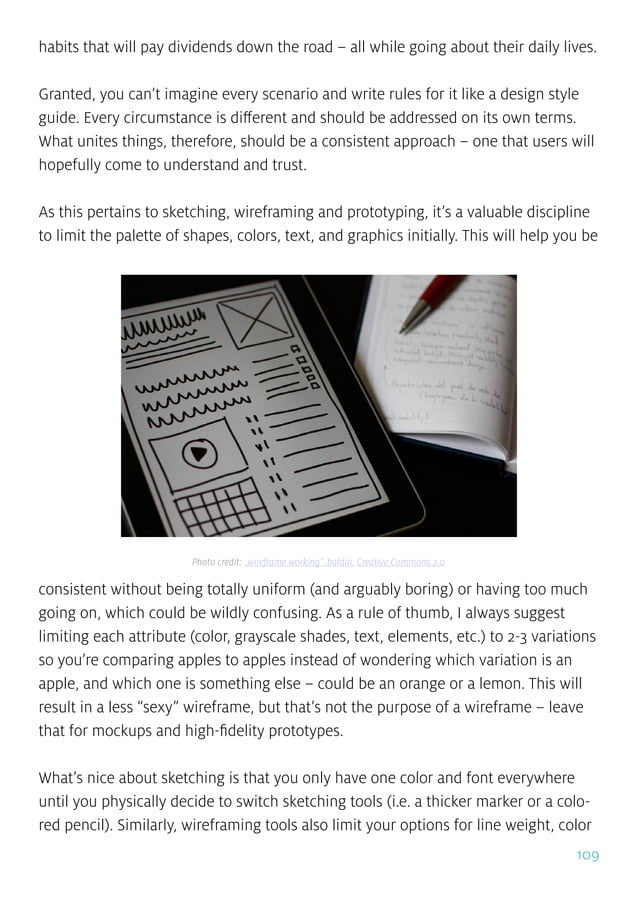 habits that will pay dividends down the road – all while going about their daily lives.
Granted, you can’t imagine every scenario and write rules for it like a design style
guide. Every circumstance is different and should be addressed on its own terms.
What unites things, therefore, should be a consistent approach – one that users will
hopefully come to understand and trust.
As this pertains to sketching, wireframing and prototyping, it’s a valuable discipline
to limit the palette of shapes, colors, text, and graphics initially. This will help you be
Photo credit: „wireframe working”. baldiri. Creative Commons 2.0
consistent without being totally uniform (and arguably boring) or having too much
going on, which could be wildly confusing. As a rule of thumb, I always suggest
limiting each attribute (color, grayscale shades, text, elements, etc.) to 2-3 variations
so you’re comparing apples to apples instead of wondering which variation is an
apple, and which one is something else – could be an orange or a lemon. This will
result in a less “sexy” wireframe, but that’s not the purpose of a wireframe – leave
that for mockups and high-fidelity prototypes.
What’s nice about sketching is that you only have one color and font everywhere
until you physically decide to switch sketching tools (i.e. a thicker marker or a colo-
red pencil). Similarly, wireframing tools also limit your options for line weight, color
109